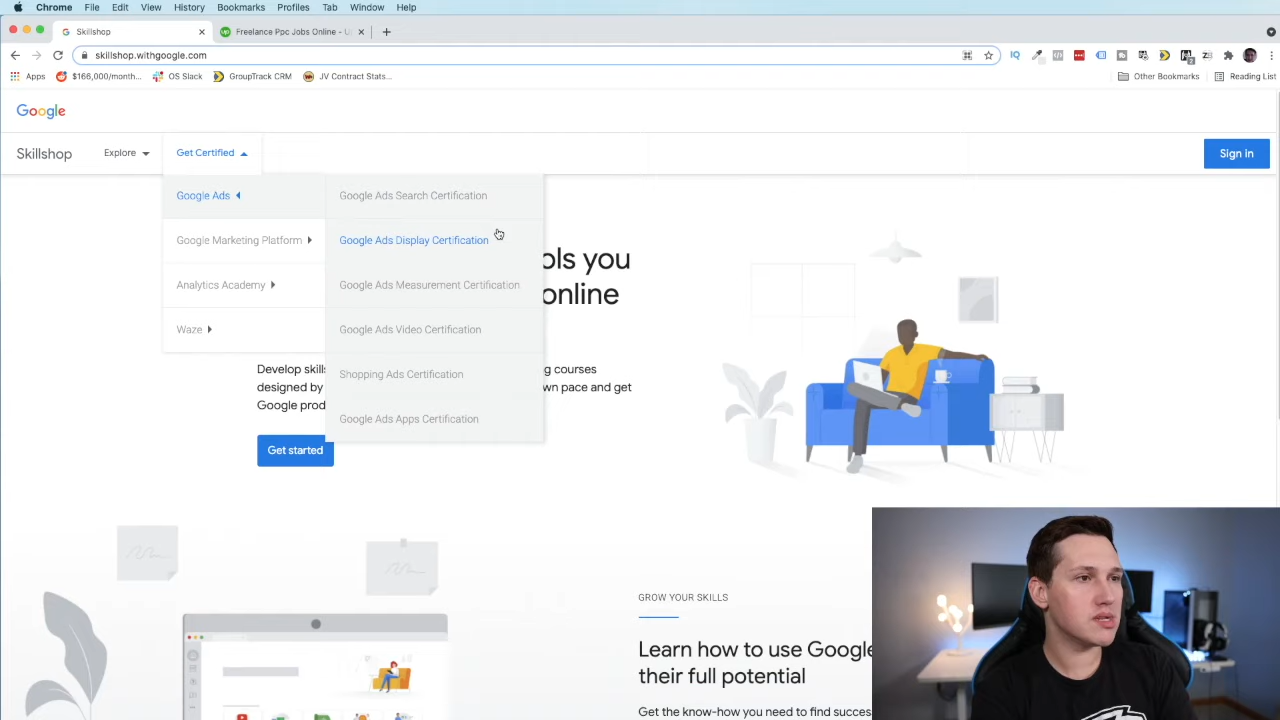 Chrome File Edit View History Bookmarks Profiles Tab Window Help
Skillshop
Freelance Ppc Jobs Online - U
skillshop.withgoogle.com
Apps $166,000/month... OS Slack GroupTrack CRM JV Contract Stats... Other Bookmarks Reading List
Google
Skillshop Explore Get Certified Sign in
Google Ads
Google Marketing Platform
Analytics Academy
Waze
Google Ads Search Certification
Google Ads Display Certification
Google Ads Measurement Certification
Google Ads Video Certification
Shopping Ads Certification
Google Ads Apps Certification
ols you
online
Develop skills g courses
designed by wn pace and get
Google prod
Get started
GROW YOUR SKILLS
Learn how to use Google
their full potential
Get the know-how you need to find succes